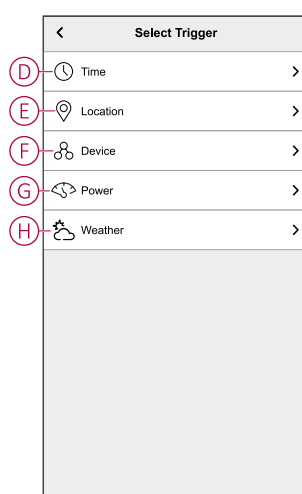 Select Trigger
D Time
E Location
F Device
G Power
H Weather